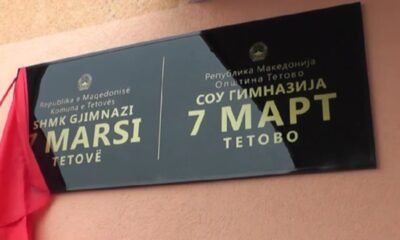 Republika e Maqedonisë
Komuna e Tetovës
SHMK GJIMNAZI
7 MARSI
TETOVË
Република Македонија
Општина Тетово
СОУ ГИМНАЗИЈА
7 МАРТ
ТЕТОВО